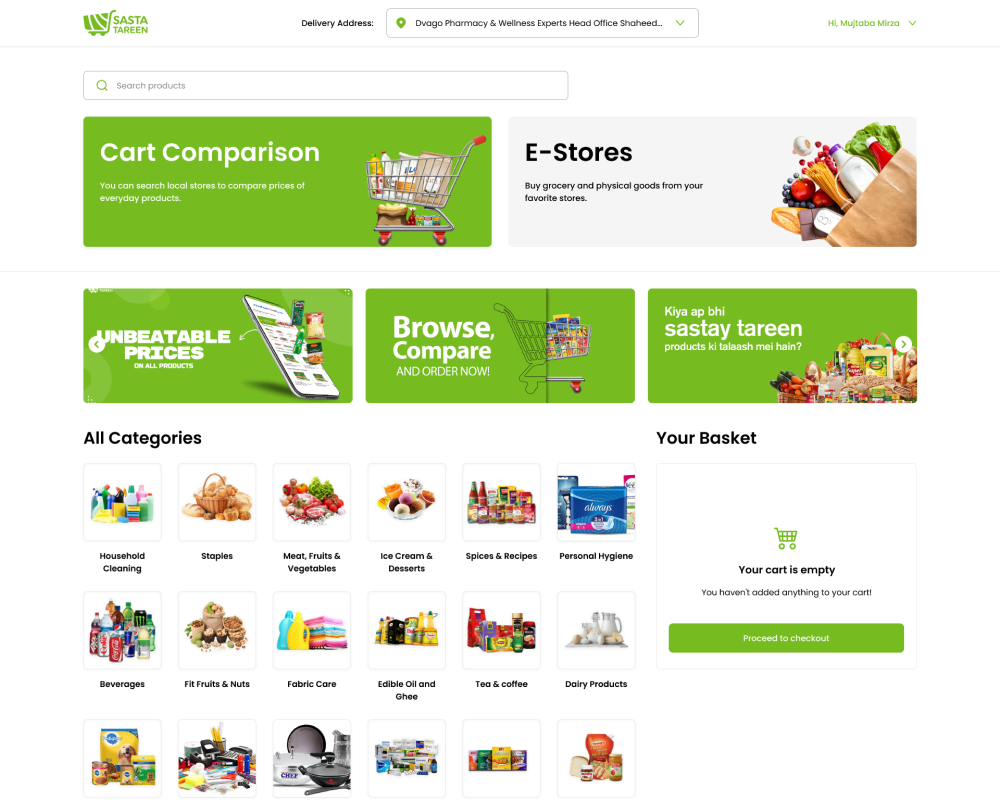 SASTA
TAREEN
Delivery Address:
Dvago Pharmacy & Wellness Experts Head Office Shaheed...
Hi, Mujtaba Mirza
Search products
Cart Comparison
You can search local stores to compare prices of
everyday products.
E-Stores
Buy grocery and physical goods from your
favorite stores.
UNBEATABLE
PRICES
ON ALL PRODUCTS
Browse,
Compare
AND ORDER NOW!
Kiya ap bhi
sastay tareen
products ki talaash mei hain?
All Categories
Your Basket
always
Household
Cleaning
Staples
Meat, Fruits &
Vegetables
Ice Cream &
Desserts
Spices & Recipes
Personal Hygiene
Your cart is empty
You haven't added anything to your cart!
Proceed to checkout
Beverages
Fit Fruits & Nuts
Fabric Care
Edible Oil and
Ghee
Tea & coffee
Dairy Products
CHEF